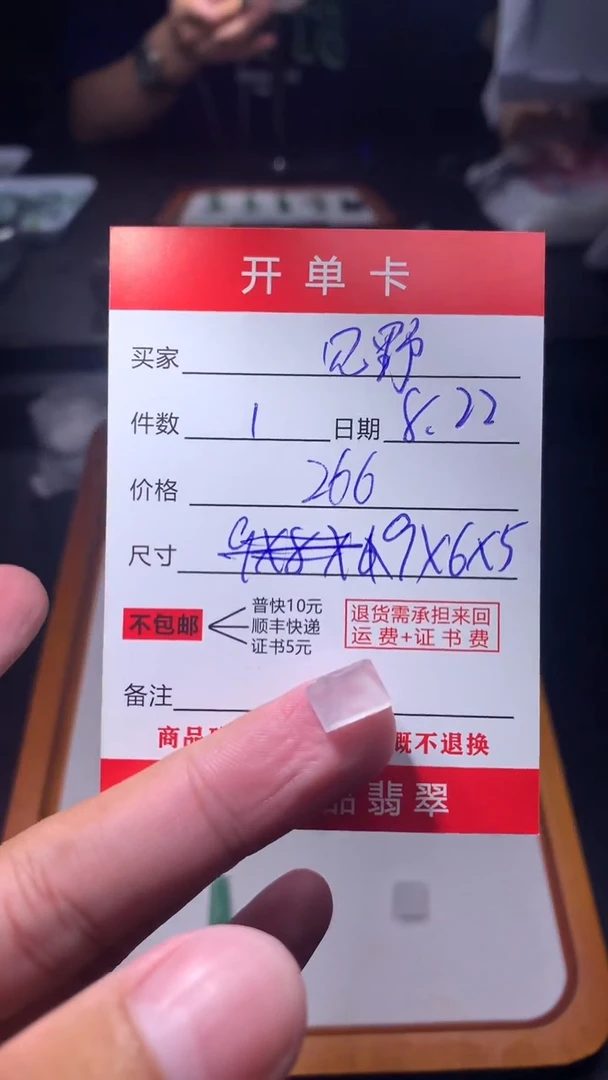 开单卡
买家 见野
件数 1 日期 8.22
价格 266
尺寸 9X6X5
不包邮
普快10元
顺丰快递
证书5元
退货需承担来回
运费+证书费
备注
商品 概不退换
品翡翠